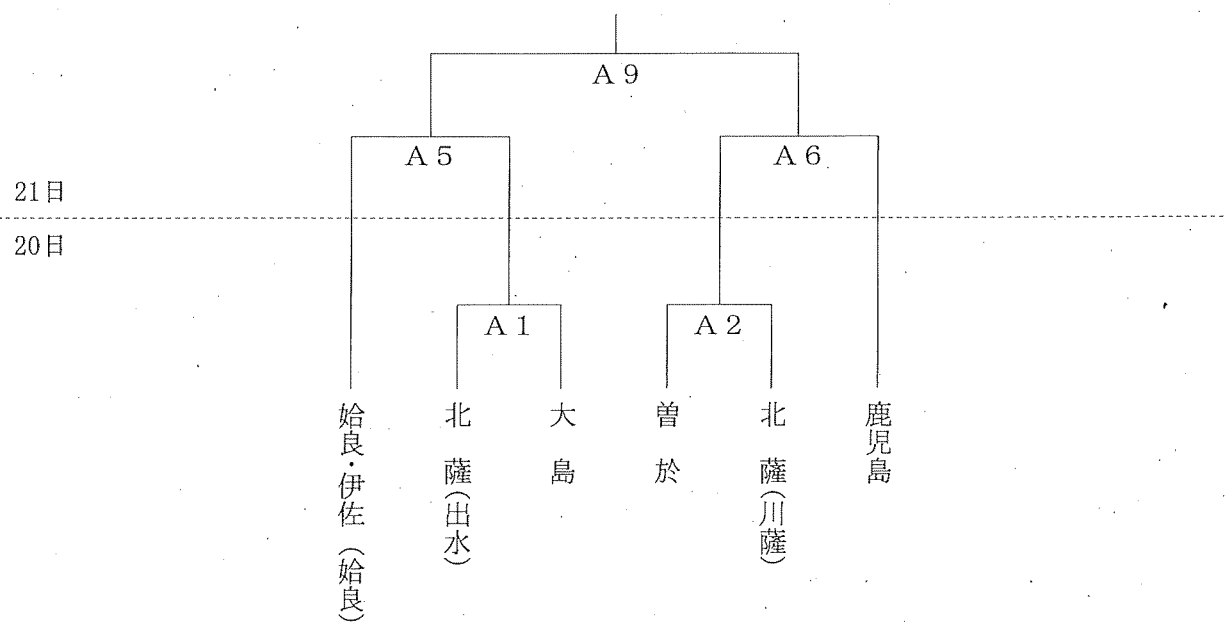 A9
A5
A6
21日
20日
A1
A2
姶良・伊佐(姶良)
北薩(出水)
大島
曽於
北薩(川薩)
鹿児島